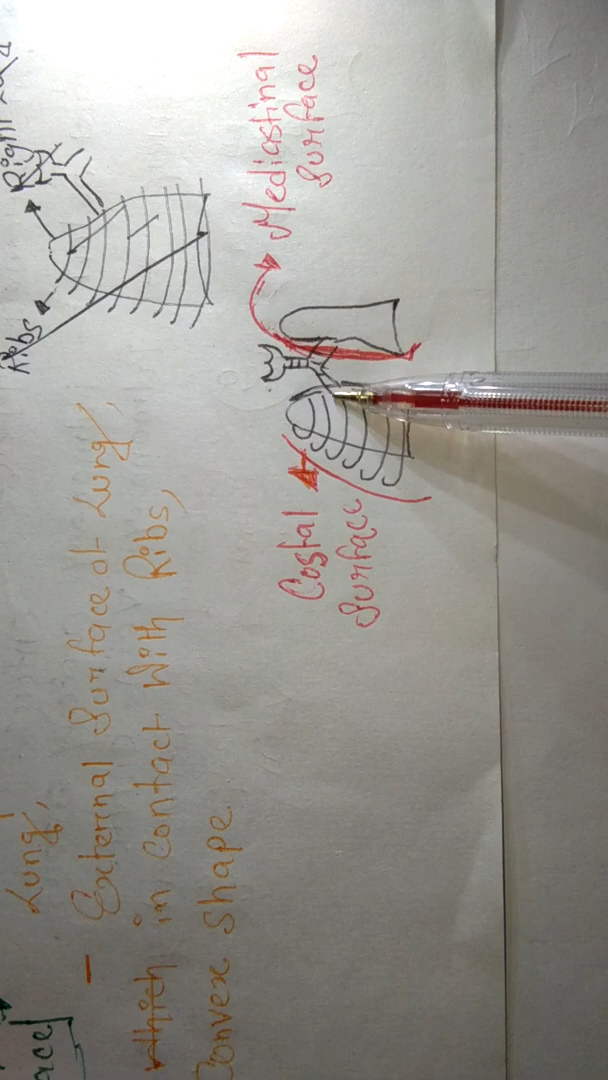 Lung,
- External Surface of Lung,
which in contact with Ribs,
Convex Shape.
Ribs
Right
Mediastinal
Surface
Costal
Surface